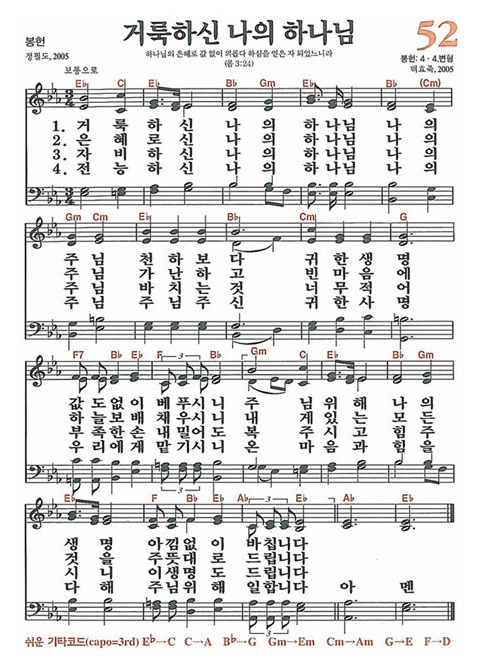 봉헌
거룩하신 나의 하나님
52
정필도, 2005
하나님의 은혜로 값 없이 의롭다 하심을 얻은 자 되었느니라
(롬 3:24)
봉헌: 4·4.변형
백효죽, 2005
보통으로
E♭ C E♭ B♭ (Cm)
1. 거 룩 하 신 나 의 하 나님 나 의
2. 은 혜 로 신 나 의 하 나님 나 의
3. 자 비 하 신 나 의 하 나님 나 의
4. 전 능 하 신 나 의 하 나님 나 의
Gm Cm E♭ B♭ Cm G
주 님 천 하 보 다 귀 한 생 명
주 님 가 난 하 고 빈 마 음 에
주 님 바 치 는 것 너 무 적 어
주 님 주 님 주 신 귀 한 사 명
F7 B♭ E♭ F B♭ Gm C Gm Cm B♭
값 도 없 이 베 푸 시 니 주 님 위 해 나 의
하 늘 보 배 채 우 시 니 내 게 있 는 모 든
부 족 한 손 내 밀 어 니 복 주 시 고 힘 주
우 리 에 게 맡 기 시 니 온 마 음 과 힘 을
E♭ F B♭ E♭ A♭ E♭ A♭ E♭
생 명 아 낌 없 이 바 칩니다
것 을 주 뜻 대 로 드 립니다
시 니 이 생 명 도 드 립니다
다 해 주 님 위 해 일 합니다 아 멘
쉬운 기타코드(capo=3rd) E♭→C C→A B♭→G Gm→Em Cm→Am G→E F→D